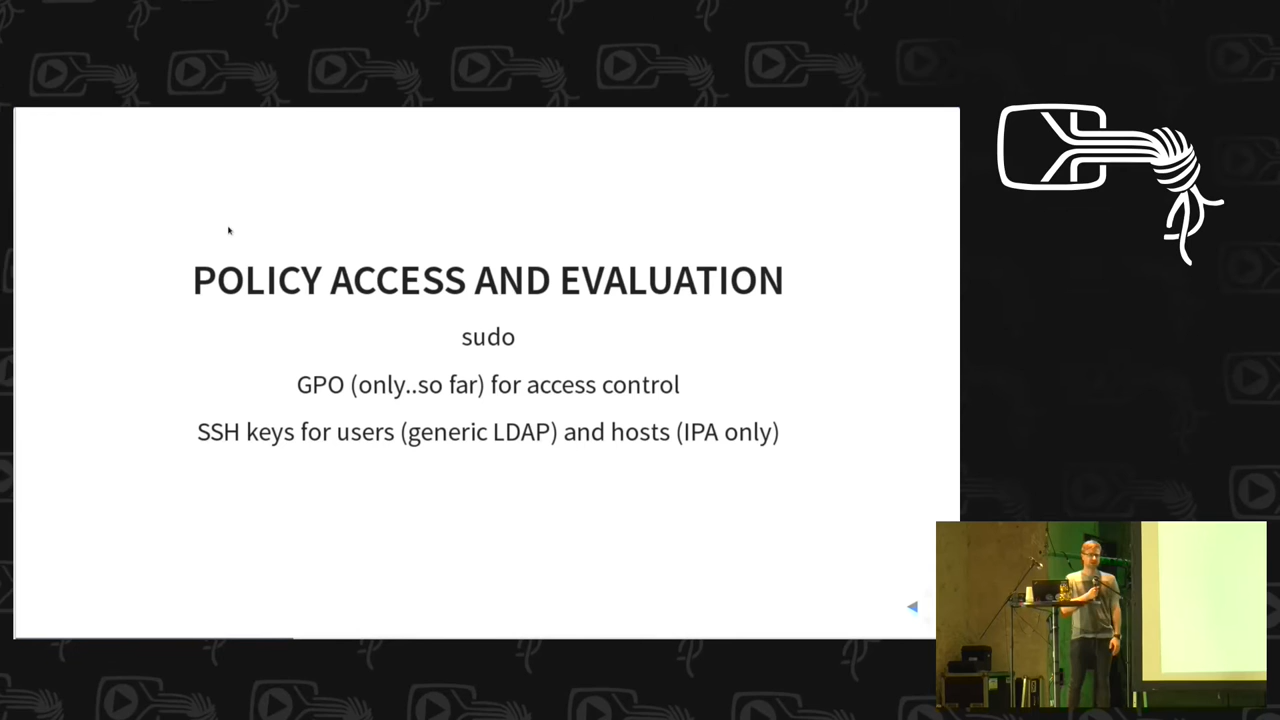 POLICY ACCESS AND EVALUATION
sudo
GPO (only..so far) for access control
SSH keys for users (generic LDAP) and hosts (IPA only)